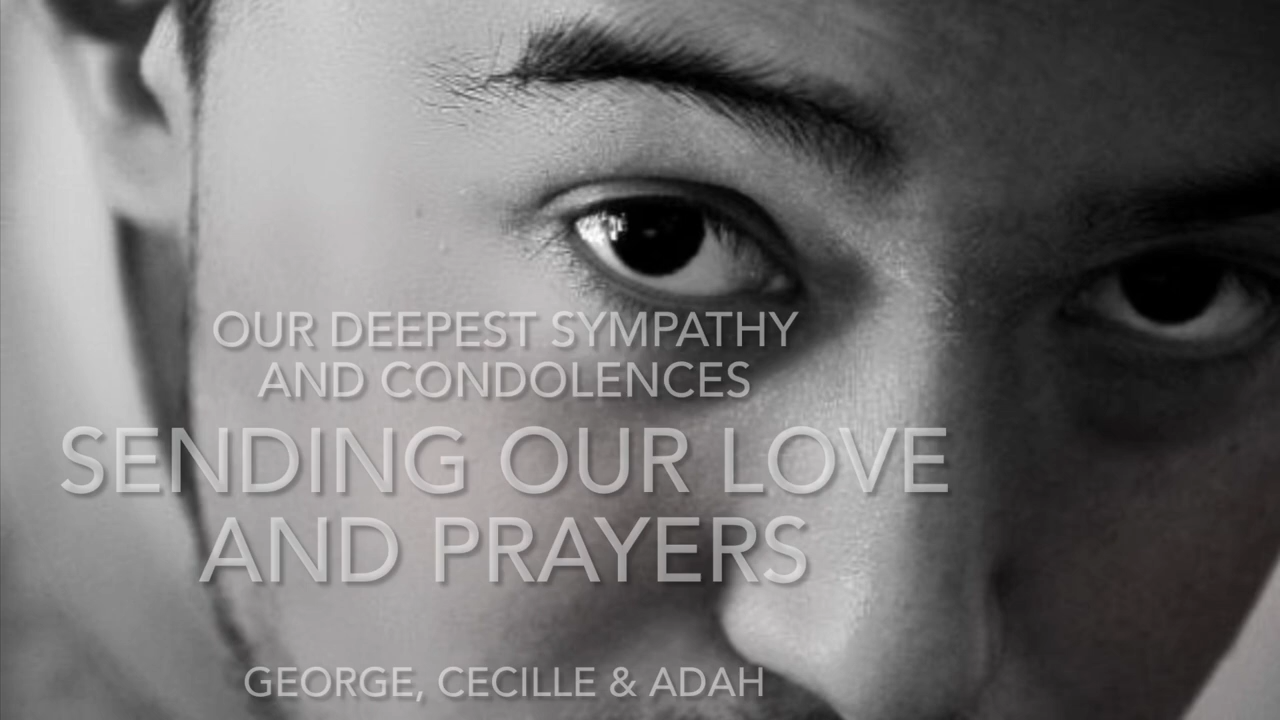 OUR DEEPEST SYMPATHY
AND CONDOLENCES
SENDING OUR LOVE
AND PRAYERS
GEORGE, CECILLE & ADAH